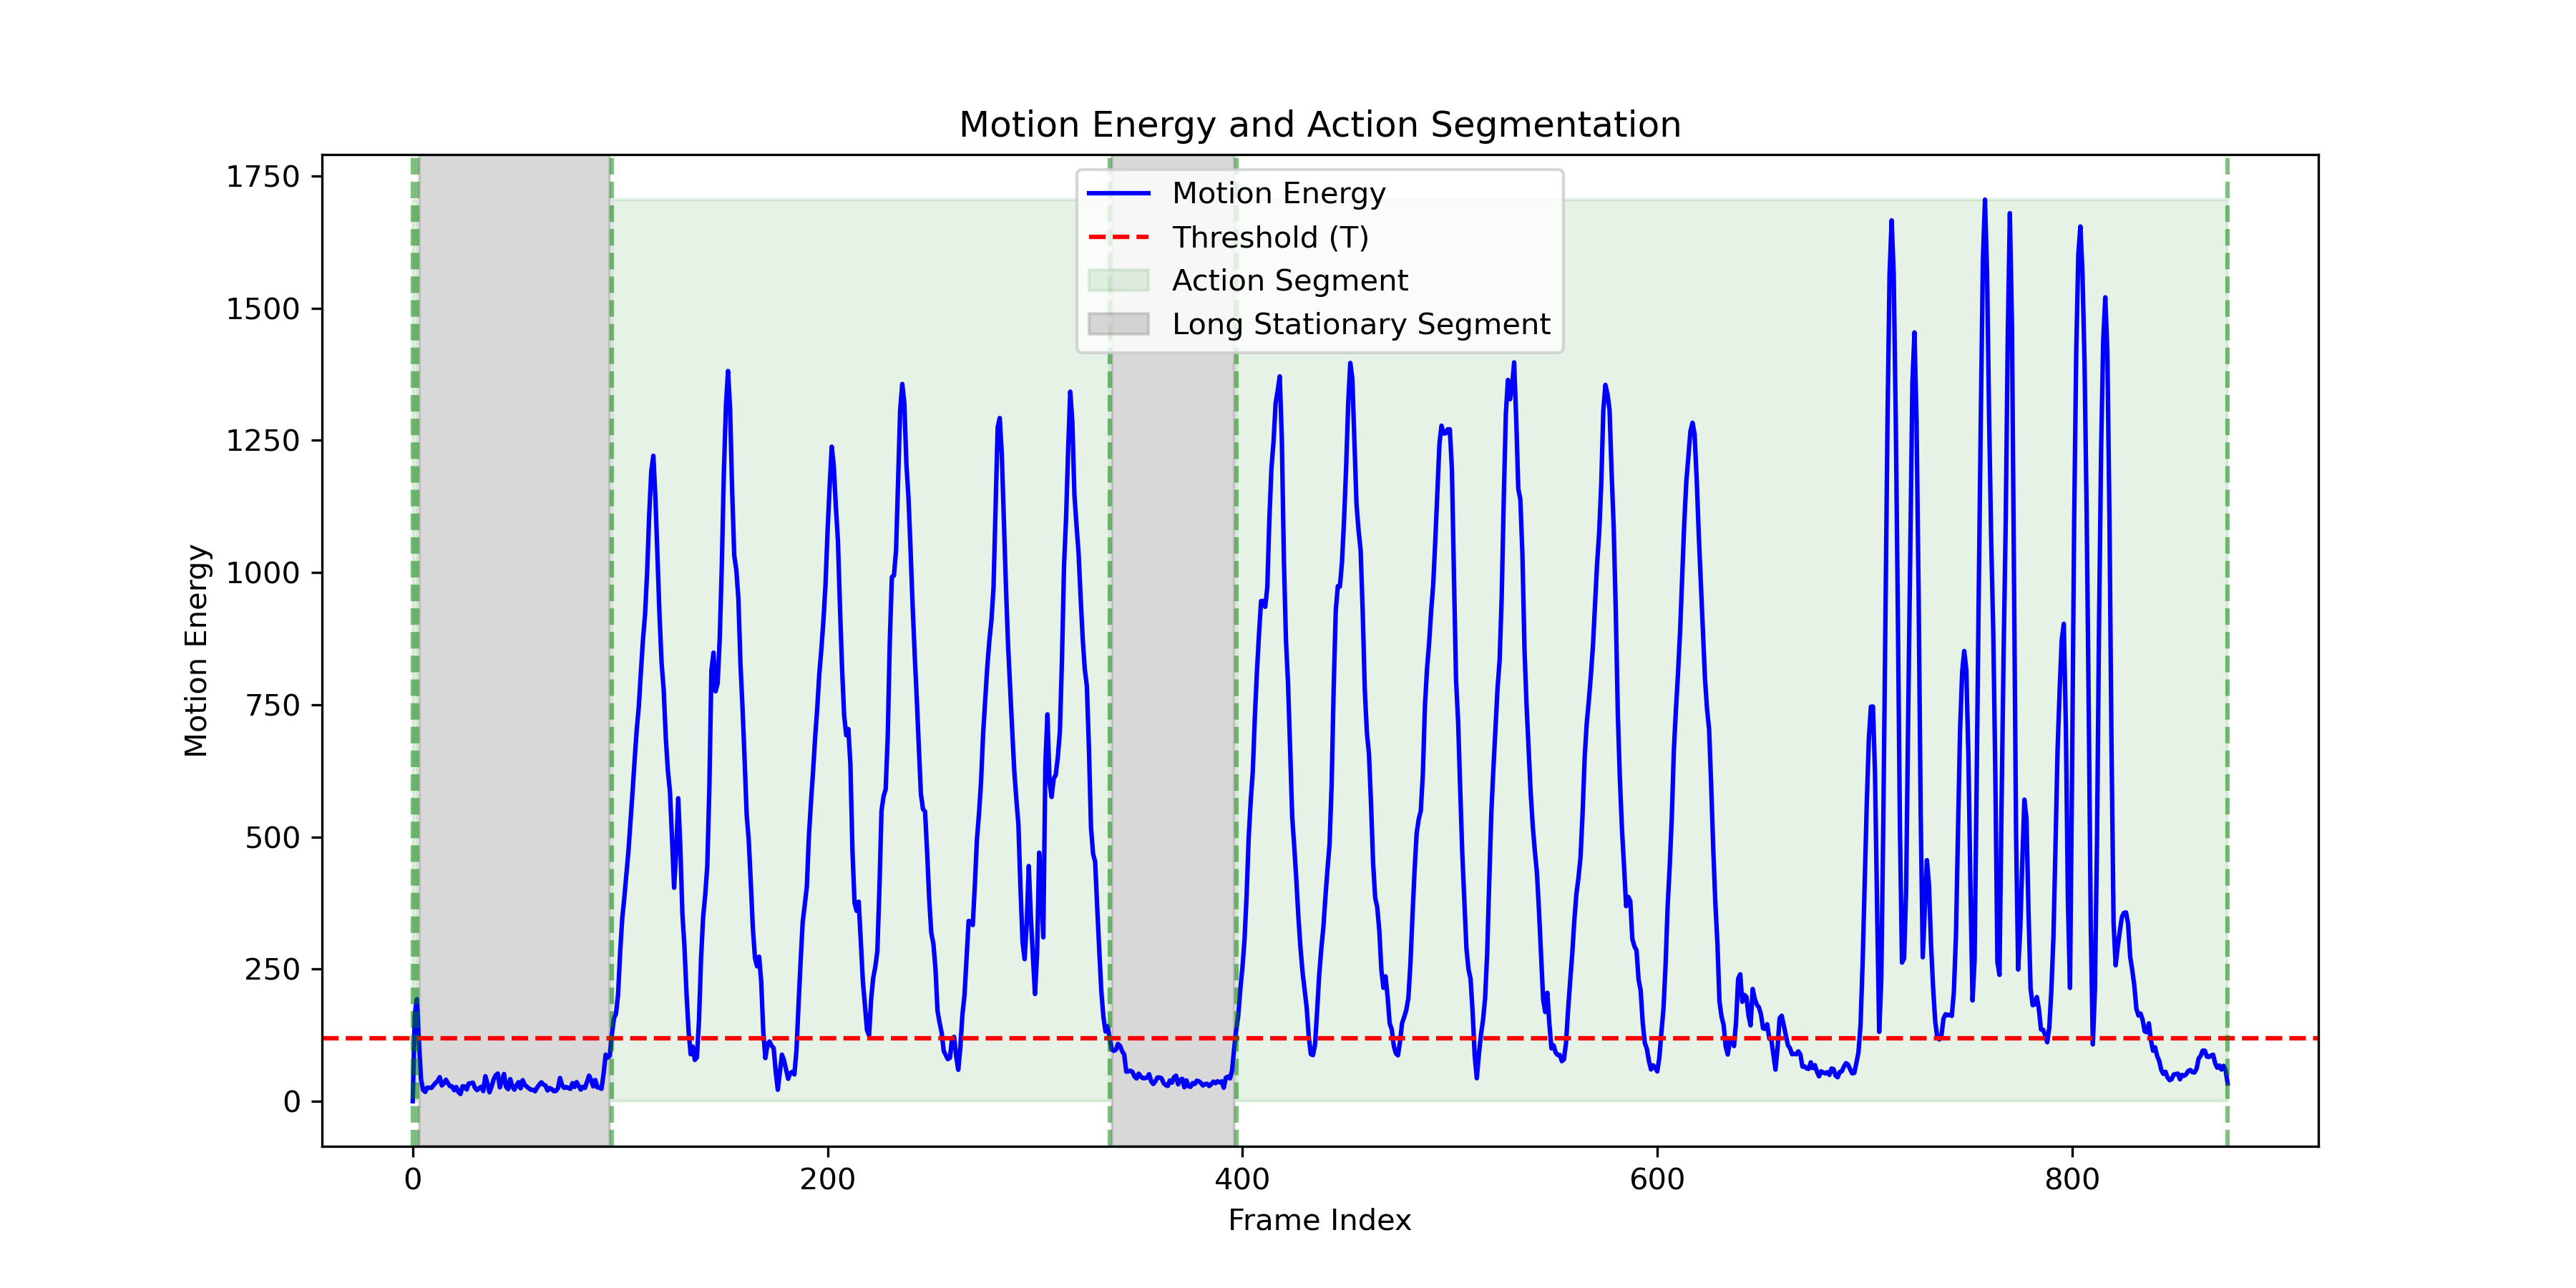 Motion Energy and Action Segmentation
1750
1500
1250
1000
750
500
250
0
Motion Energy
Motion Energy
Threshold (T)
Action Segment
Long Stationary Segment
0
200
400
600
800
Frame Index